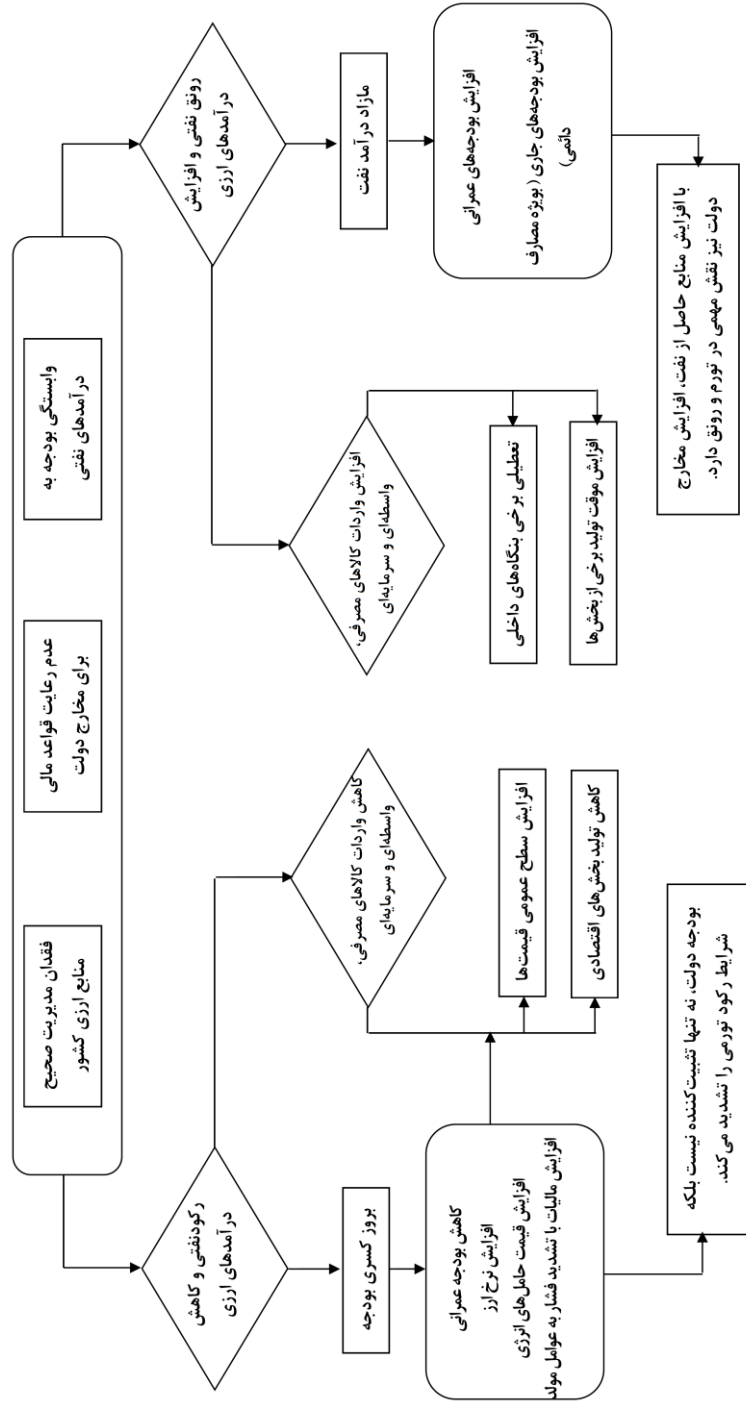 وابستگی بودجه به
درآمدهای نفتی
عدم رعایت قواعد مالی
برای مخارج دولت
فقدان مدیریت صحیح
منابع ارزی کشور
رونق نفتی و افزایش
درآمدهای ارزی
مازاد درآمد نفت
افزایش بودجه‌های عمرانی
افزایش بودجه‌های جاری (بویژه مصارف
دائمی)
با افزایش منابع حاصل از نفت، افزایش مخارج
دولت نیز نقش مهمی در تورم و رونق دارد.
افزایش واردات کالاهای مصرفی،
واسطه‌ای و سرمایه‌ای
تعطیلی برخی بنگاه‌های داخلی
افزایش موقت تولید برخی از بخش‌ها
کاهش واردات کالاهای مصرفی،
واسطه‌ای و سرمایه‌ای
افزایش سطح عمومی قیمت‌ها
کاهش تولید بخش‌های اقتصادی
رکودنفتی و کاهش
درآمدهای ارزی
بروز کسری بودجه
کاهش بودجه عمرانی
افزایش نرخ ارز
افزایش قیمت حامل‌های انرژی
افزایش مالیات با تشدید فشار به عوامل مولد
بودجه دولت، نه تنها تثبیت‌کننده نیست بلکه
شرایط رکود تورمی را تشدید می‌کند.